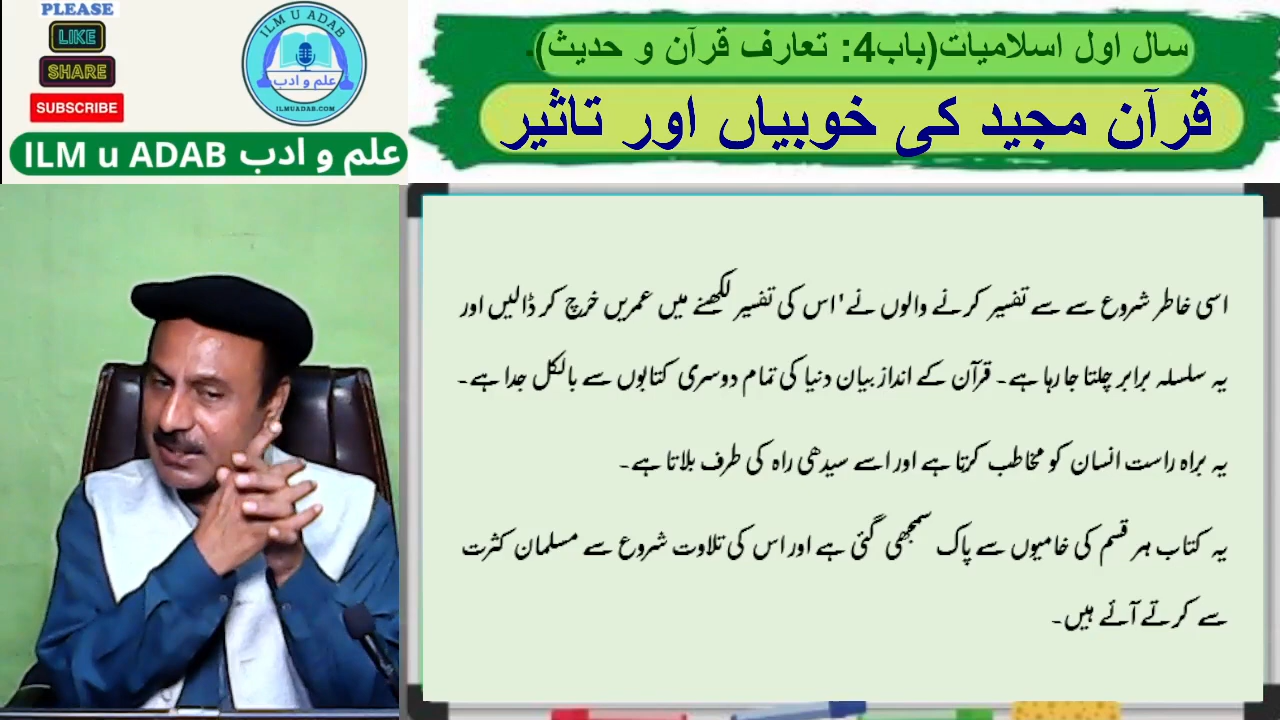 PLEASE
LIKE
SHARE
SUBSCRIBE
ILM U ADAB
علم و ادب
ILMUADAB.COM
ILM u ADAB علم و ادب
سال اول اسلامیات(باب4: تعارف قرآن و حدیث)۔
قرآن مجید کی خوبیاں اور تاثیر
اسی خاطر شروع سے سے تفسیر کرنے والوں نے 'اس کی تفسیر لکھنے میں عمریں خرچ کر ڈالیں اور
یہ سلسلہ برابر چلتا جا رہا ہے۔ قرآن کے انداز بیان دنیا کی تمام دوسری کتابوں سے بالکل جدا ہے۔
یہ براہ راست انسان کو مخاطب کرتا ہے اور اسے سیدھی راہ کی طرف بلاتا ہے۔
یہ کتاب ہر قسم کی خامیوں سے پاک سمجھی گئی ہے اور اس کی تلاوت شروع سے مسلمان کثرت
سے کرتے آئے ہیں۔